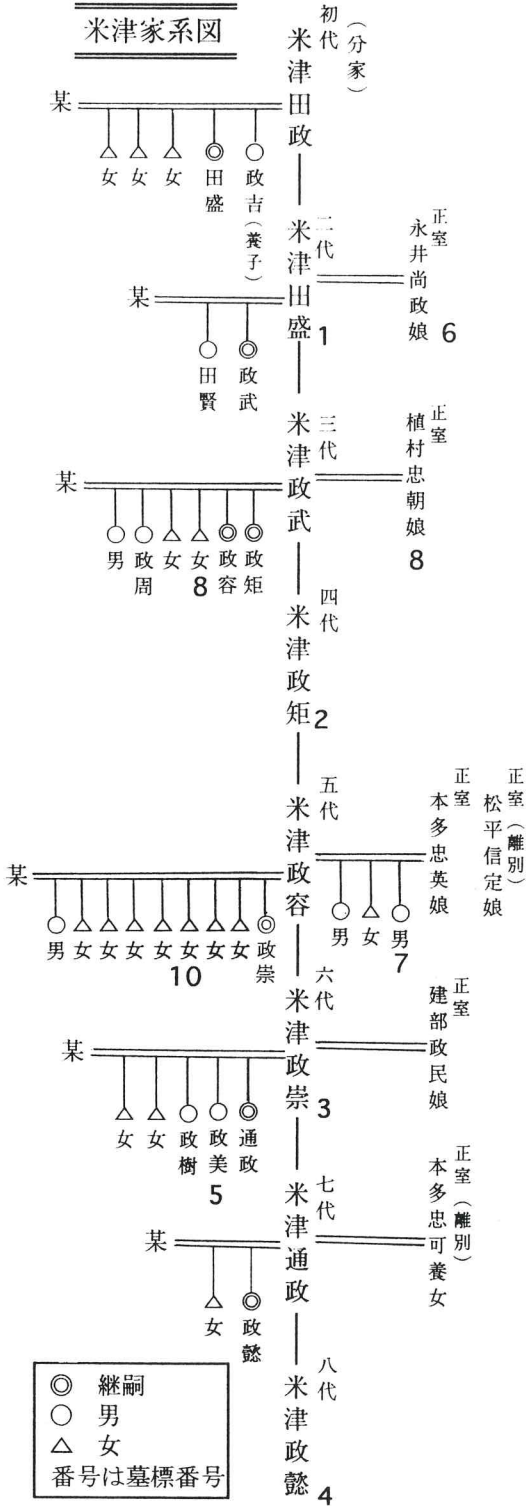 米津家系図
(分家)
初代
米津田政
某
政吉(養子)
田盛
女
女
女
二代
米津田盛
1
正室
永井尚政娘
6
某
政武
田賢
三代
米津政武
正室
植村忠朝娘
8
某
政矩
政容
女
8
女
政周
男
四代
米津政矩
2
五代
米津政容
正室(離別)
松平信定娘
正室
本多忠英娘
男
7
女
男
某
政崇
女
女
女
女
女
女
女
男
10
六代
米津政崇
3
正室
建部政民娘
某
通政
政美
5
政樹
女
女
七代
米津通政
正室(離別)
本多忠可養女
某
政懿
女
八代
米津政懿
4
◎ 継嗣
○ 男
△ 女
番号は墓標番号